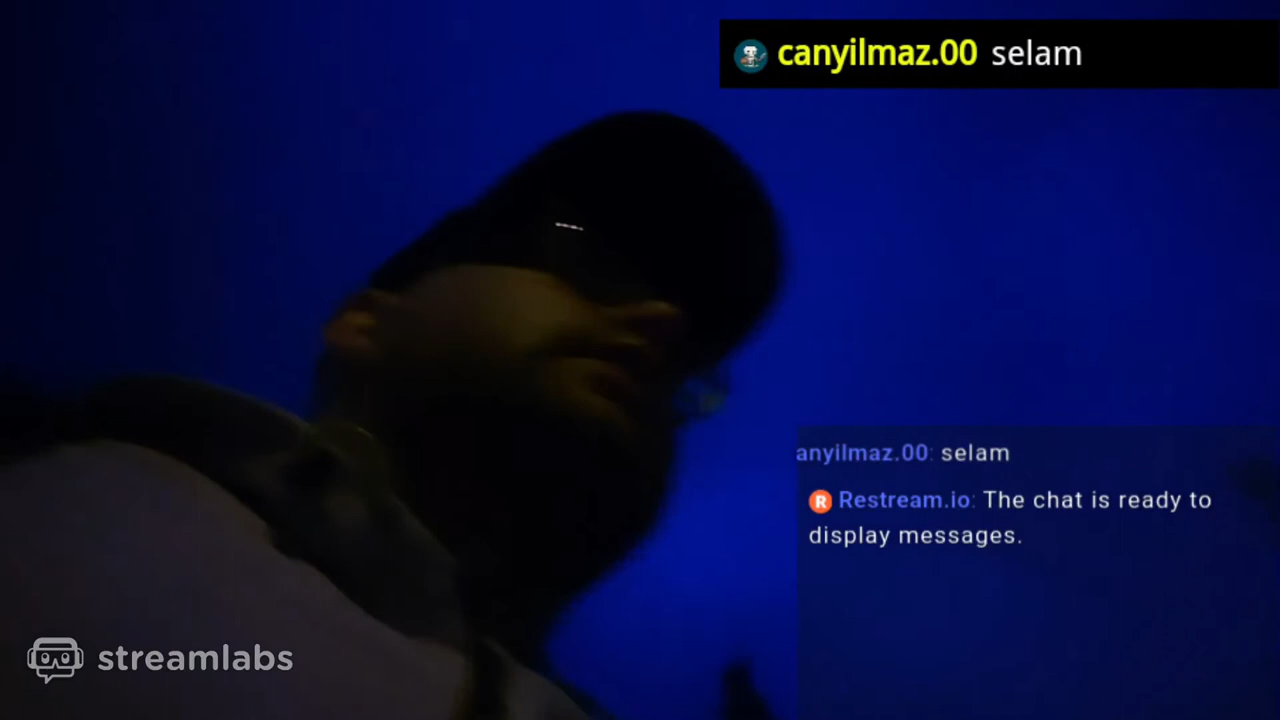 canyilmaz.00 selam
anyilmaz.00: selam
R Restream.io: The chat is ready to
display messages.
streamlabs